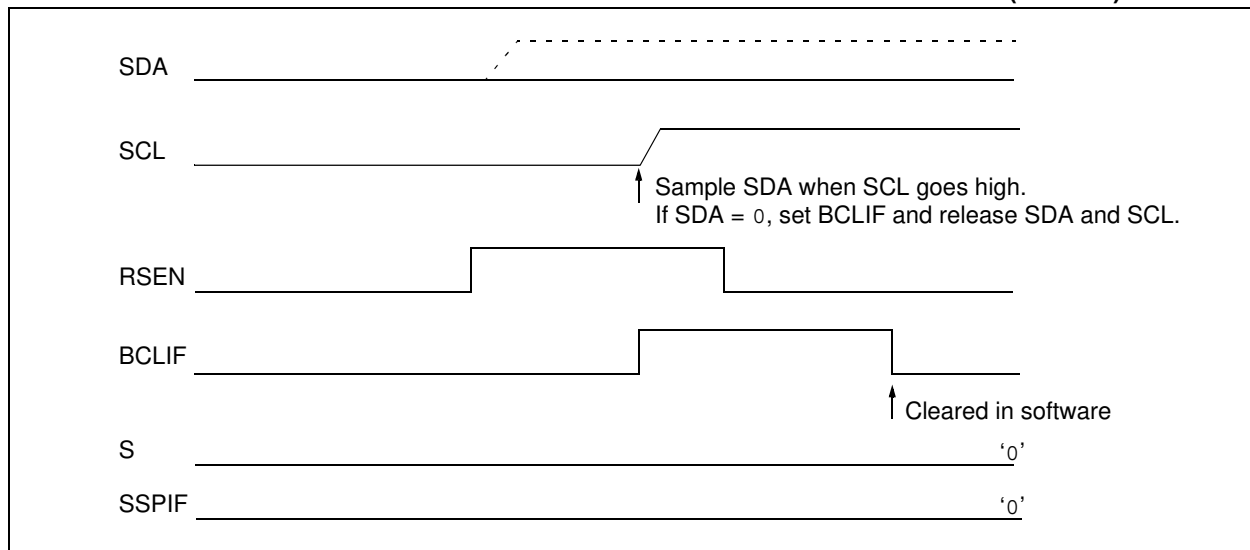 SDA
SCL
Sample SDA when SCL goes high.
If SDA = 0, set BCLIF and release SDA and SCL.
RSEN
BCLIF
Cleared in software
S
‘0’
SSPIF
‘0’